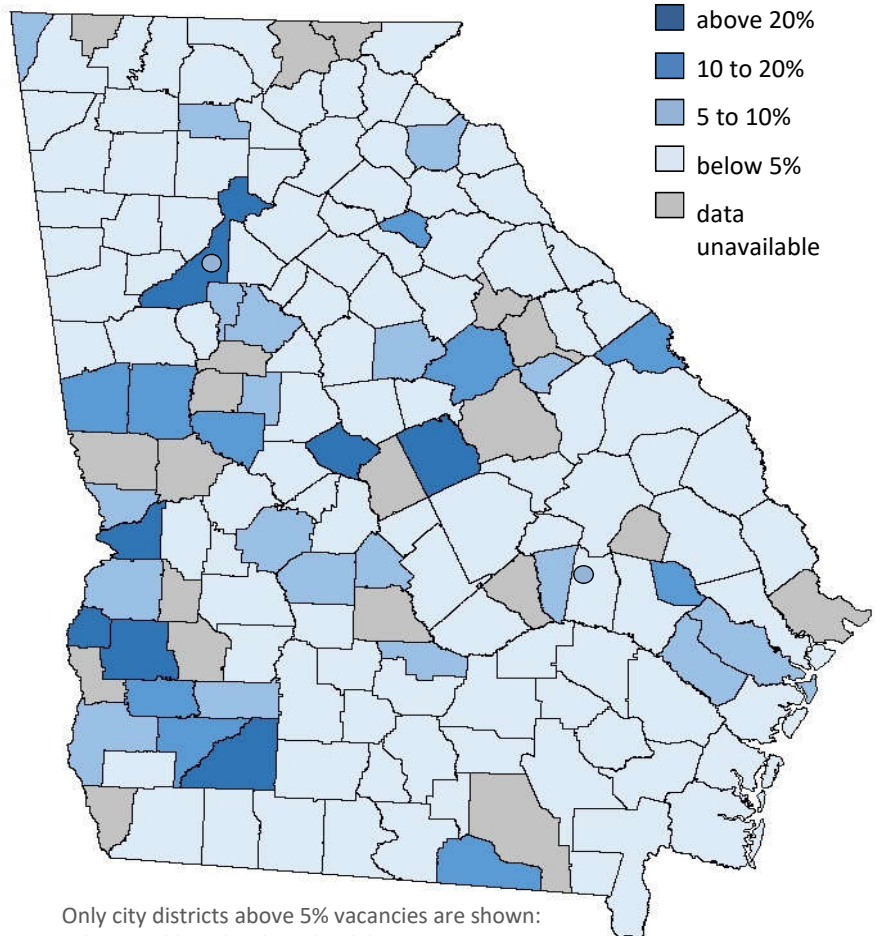 above 20%
10 to 20%
5 to 10%
below 5%
data
unavailable
Only city districts above 5% vacancies are shown: